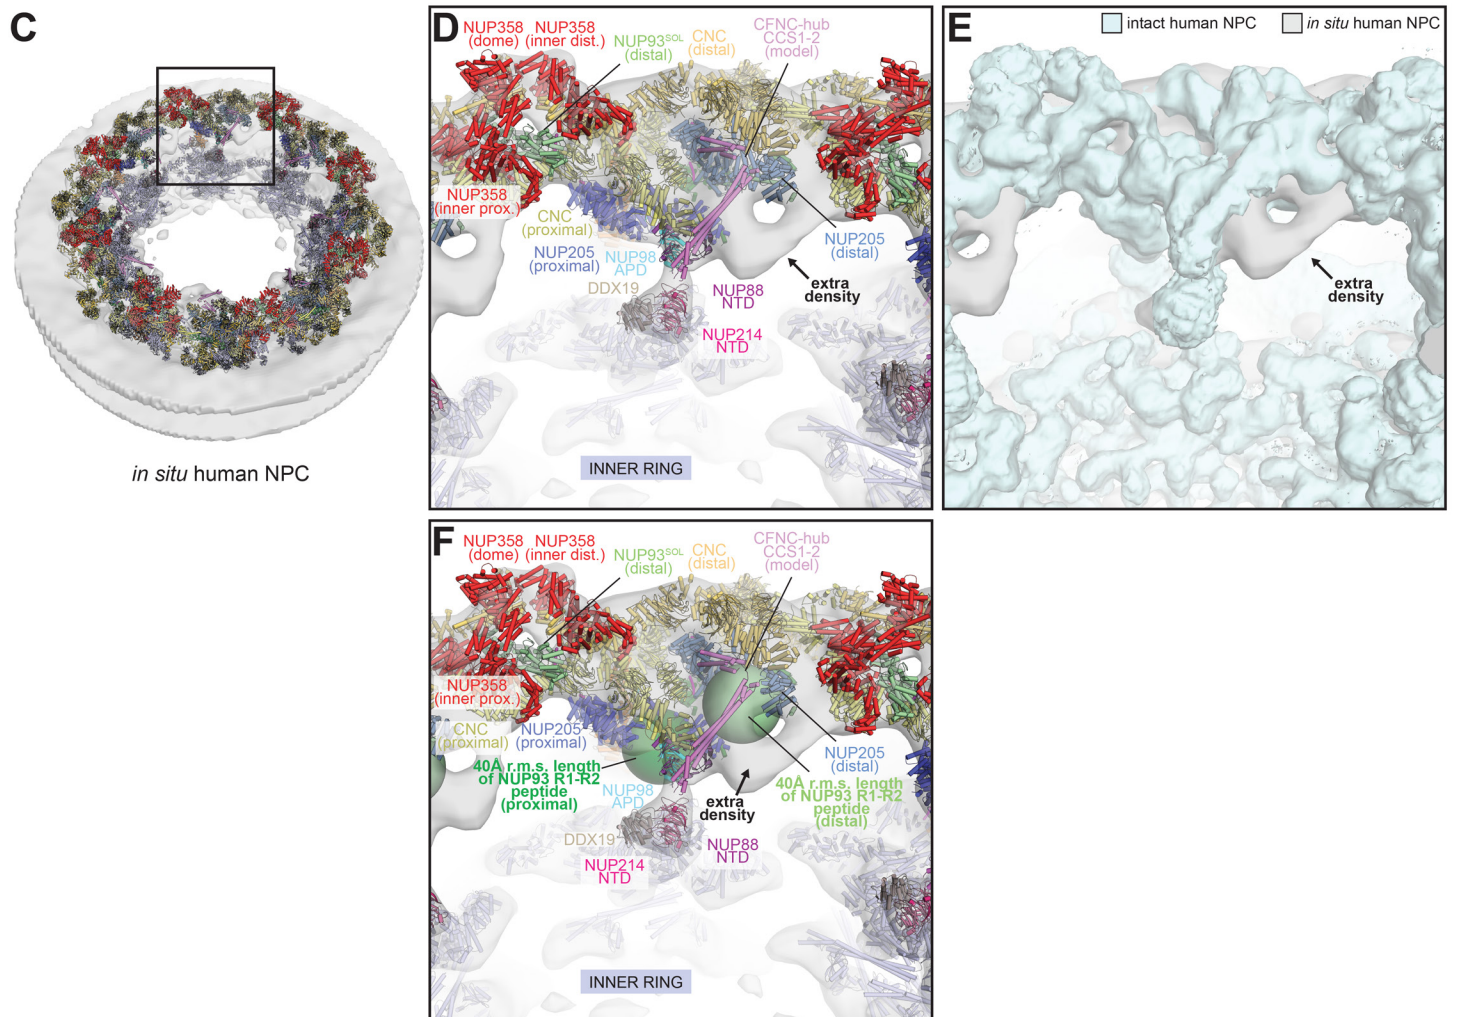 C
in situ human NPC
D
NUP358
(dome)
NUP358
(inner dist.)
NUP93SOL
(distal)
CNC
(distal)
CFNC-hub
CCS1-2
(model)
NUP358
(inner prox.)
CNC
(proximal)
NUP205
(proximal)
NUP98
APD
DDX19
NUP88
NTD
NUP214
NTD
NUP205
(distal)
extra
density
INNER RING
E
intact human NPC
in situ human NPC
extra
density
F
NUP358
(dome)
NUP358
(inner dist.)
NUP93SOL
(distal)
CNC
(distal)
CFNC-hub
CCS1-2
(model)
NUP358
(inner prox.)
CNC
(proximal)
NUP205
(proximal)
40Å r.m.s. length
of NUP93 R1-R2
peptide
(proximal)
NUP98
APD
DDX19
NUP214
NTD
NUP88
NTD
extra
density
NUP205
(distal)
40Å r.m.s. length
of NUP93 R1-R2
peptide
(distal)
INNER RING